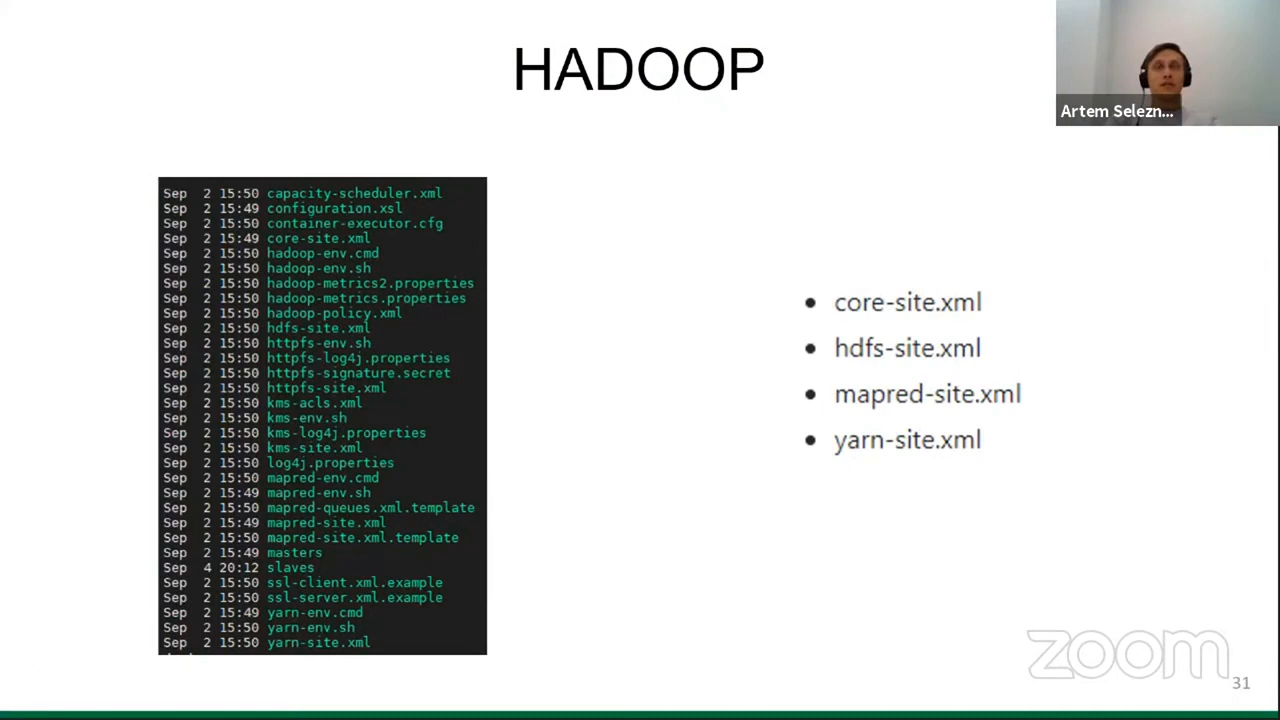 HADOOP
Artem Selezn...
Sep 2 15:50 capacity-scheduler.xml
Sep 2 15:49 configuration.xsl
Sep 2 15:50 container-executor.cfg
Sep 2 15:49 core-site.xml
Sep 2 15:50 hadoop-env.cmd
Sep 2 15:50 hadoop-env.sh
Sep 2 15:50 hadoop-metrics2.properties
Sep 2 15:50 hadoop-metrics.properties
Sep 2 15:50 hadoop-policy.xml
Sep 2 15:50 hdfs-site.xml
Sep 2 15:50 httpfs-env.sh
Sep 2 15:50 httpfs-log4j.properties
Sep 2 15:50 httpfs-signature.secret
Sep 2 15:50 httpfs-site.xml
Sep 2 15:50 kms-acls.xml
Sep 2 15:50 kms-env.sh
Sep 2 15:50 kms-log4j.properties
Sep 2 15:50 kms-site.xml
Sep 2 15:50 log4j.properties
Sep 2 15:50 mapred-env.cmd
Sep 2 15:49 mapred-env.sh
Sep 2 15:50 mapred-queues.xml.template
Sep 2 15:49 mapred-site.xml
Sep 2 15:50 mapred-site.xml.template
Sep 2 15:49 masters
Sep 4 20:12 slaves
Sep 2 15:50 ssl-client.xml.example
Sep 2 15:50 ssl-server.xml.example
Sep 2 15:49 yarn-env.cmd
Sep 2 15:50 yarn-env.sh
Sep 2 15:50 yarn-site.xml
• core-site.xml
• hdfs-site.xml
• mapred-site.xml
• yarn-site.xml
zoom
31